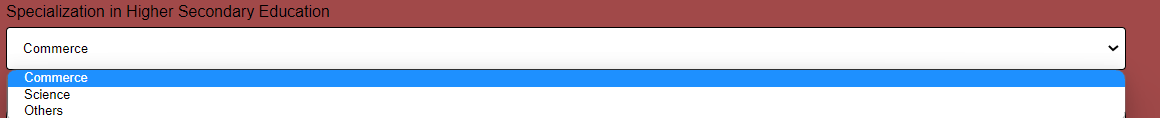 Specialization in Higher Secondary Education
Commerce
Commerce
Science
Others